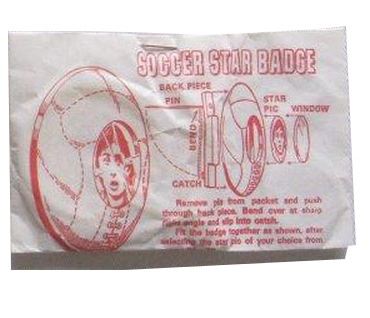 SOCCER STAR BADGE
BACK PIECE
PIN
STAR
PIC WINDOW
BEND
CATCH
Remove pin from packet and push
through back piece. Bend over at sharp
right angle and slip into catch.
Fit the badge together as shown, after
selecting the star pic of your choice from